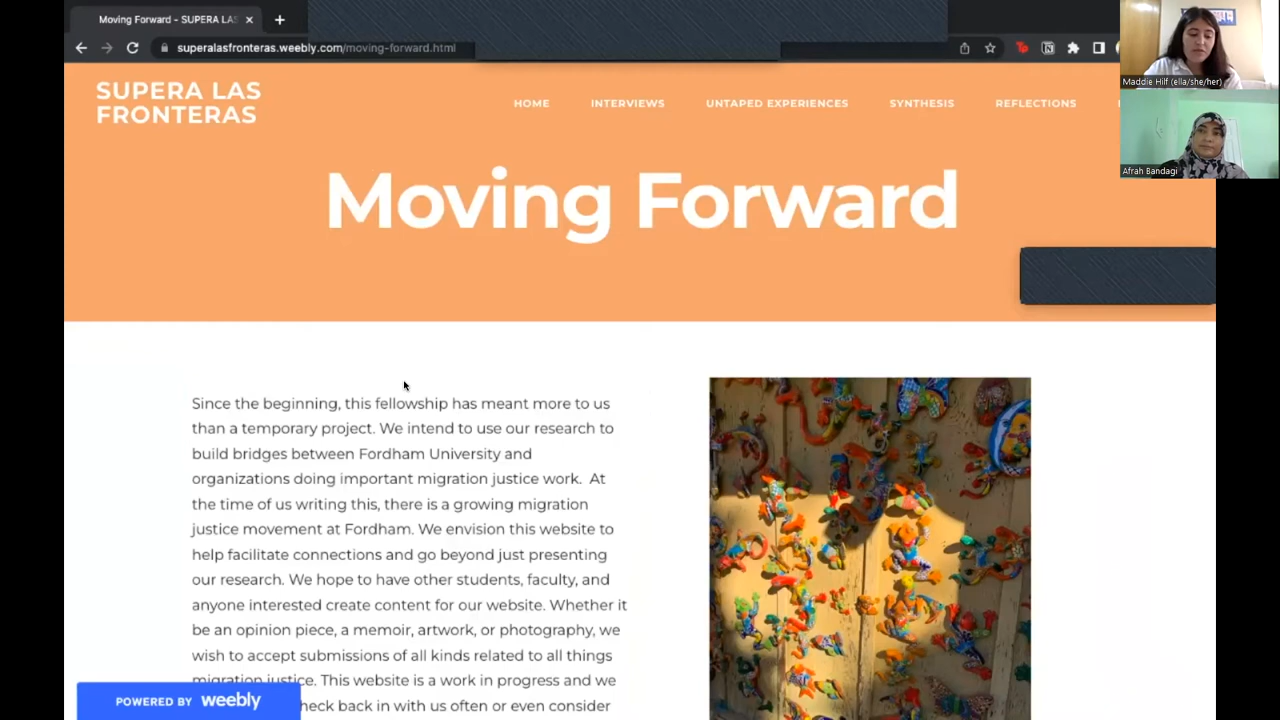 Moving Forward - SUPERA LAS
superalasfronteras.weebly.com/moving-forward.html
Maddie Hilf (ella/she/her)
Afrah Bandagi
SUPERA LAS
FRONTERAS
HOME INTERVIEWS UNTAPED EXPERIENCES SYNTHESIS REFLECTIONS
Moving Forward
Since the beginning, this fellowship has meant more to us
than a temporary project. We intend to use our research to
build bridges between Fordham University and
organizations doing important migration justice work. At
the time of us writing this, there is a growing migration
justice movement at Fordham. We envision this website to
help facilitate connections and go beyond just presenting
our research. We hope to have other students, faculty, and
anyone interested create content for our website. Whether it
be an opinion piece, a memoir, artwork, or photography, we
wish to accept submissions of all kinds related to all things
migration justice. This website is a work in progress and we
heck back in with us often or even consider
POWERED BY weebly